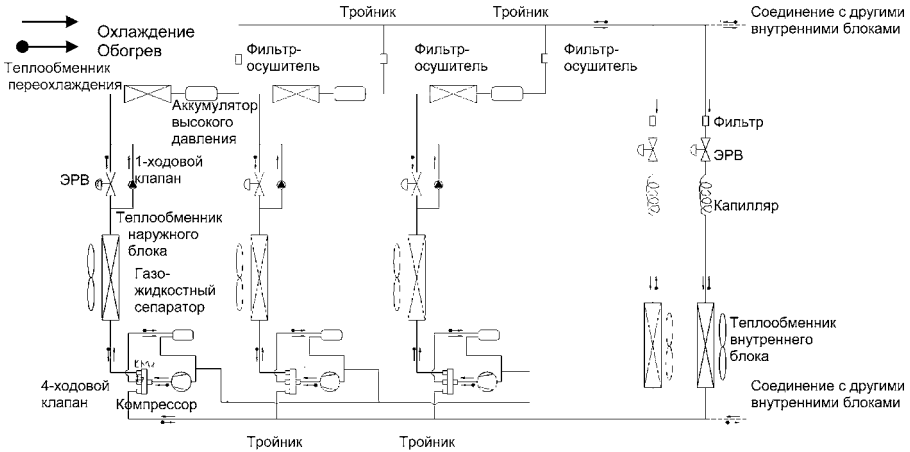 Тройник
Тройник
Соединение с другими
внутренними блоками
Охлаждение
Обогрев
Фильтр-
осушитель
Фильтр-
осушитель
Фильтр-
осушитель
Теплообменник
переохлаждения
Аккумулятор
высокого
давления
Фильтр
1-ходовой
клапан
ЭРВ
ЭРВ
Капилляр
Теплообменник
наружного
блока
Газо-
жидкостный
сепаратор
Теплообменник
внутреннего
блока
4-ходовой
клапан
Компрессор
Соединение с другими
внутренними блоками
Тройник
Тройник